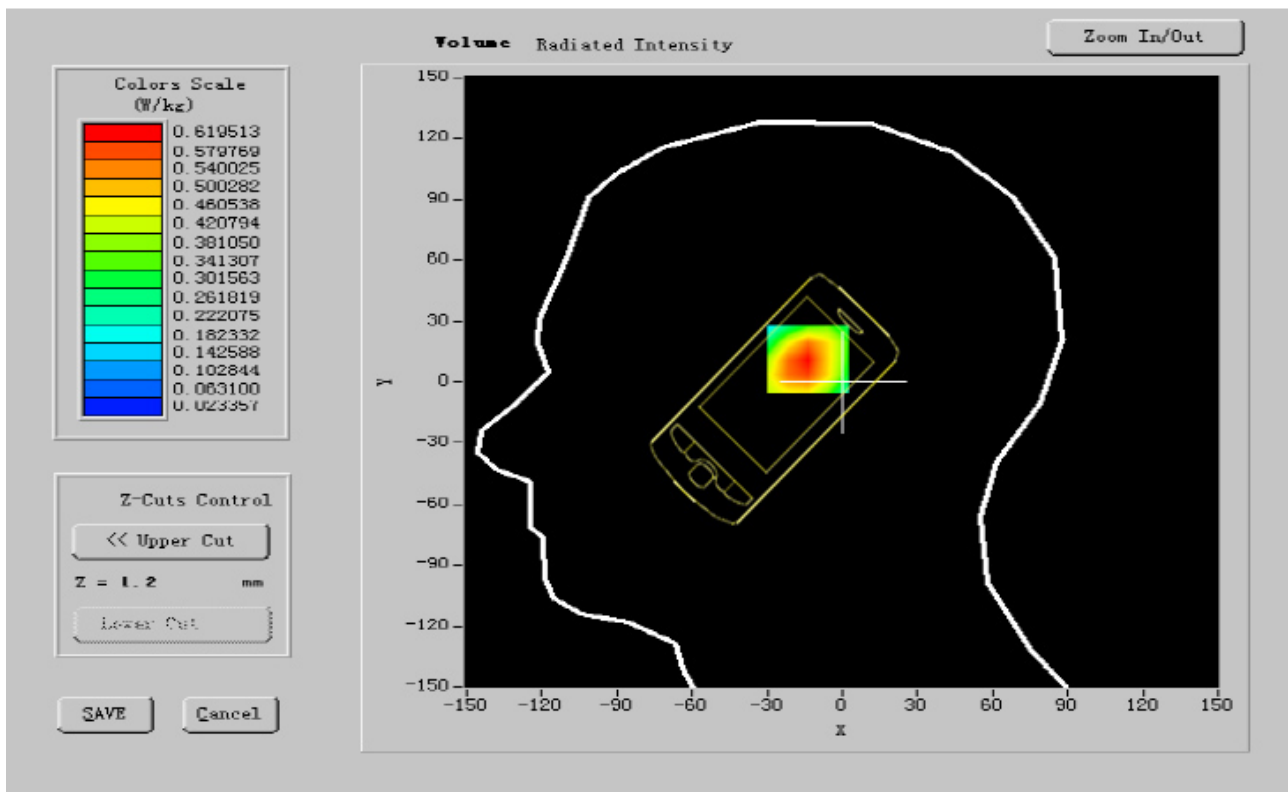 Volume Radiated Intensity
Zoom In/Out
Colors Scale
(W/kg)
0.619513
0.579769
0.540025
0.500282
0.460538
0.420794
0.381050
0.341307
0.301563
0.261819
0.222075
0.182332
0.142588
0.102844
0.063100
0.023357
Z-Cuts Control
<< Upper Cut
Z = 1.2 mm
Lower Cut
SAVE
Cancel
150
120
90
60
30
0
-30
-60
-90
-120
-150
Y
-150 -120 -90 -60 -30 0 30 60 90 120 150
X